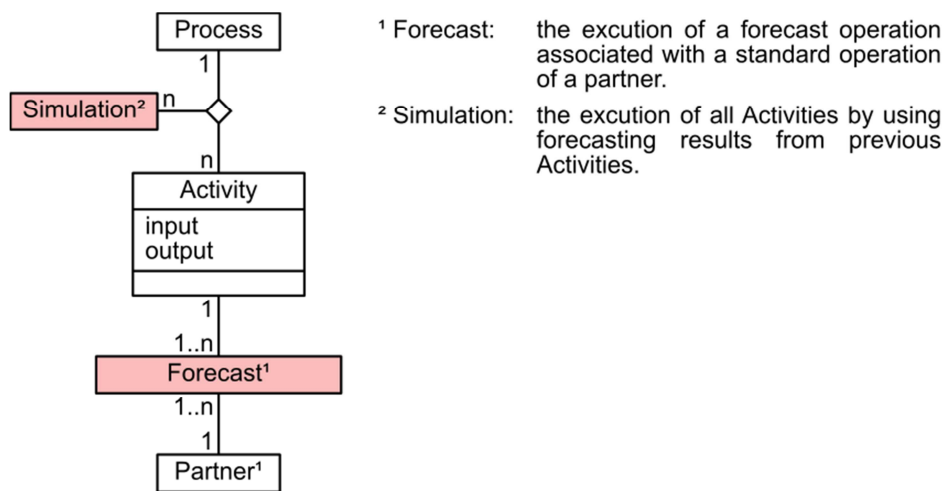 Process
1
Simulation² n
n
Activity
input
output
1
1..n
Forecast¹
1..n
1
Partner¹
¹ Forecast: the excution of a forecast operation
associated with a standard operation
of a partner.
² Simulation: the excution of all Activities by using
forecasting results from previous
Activities.